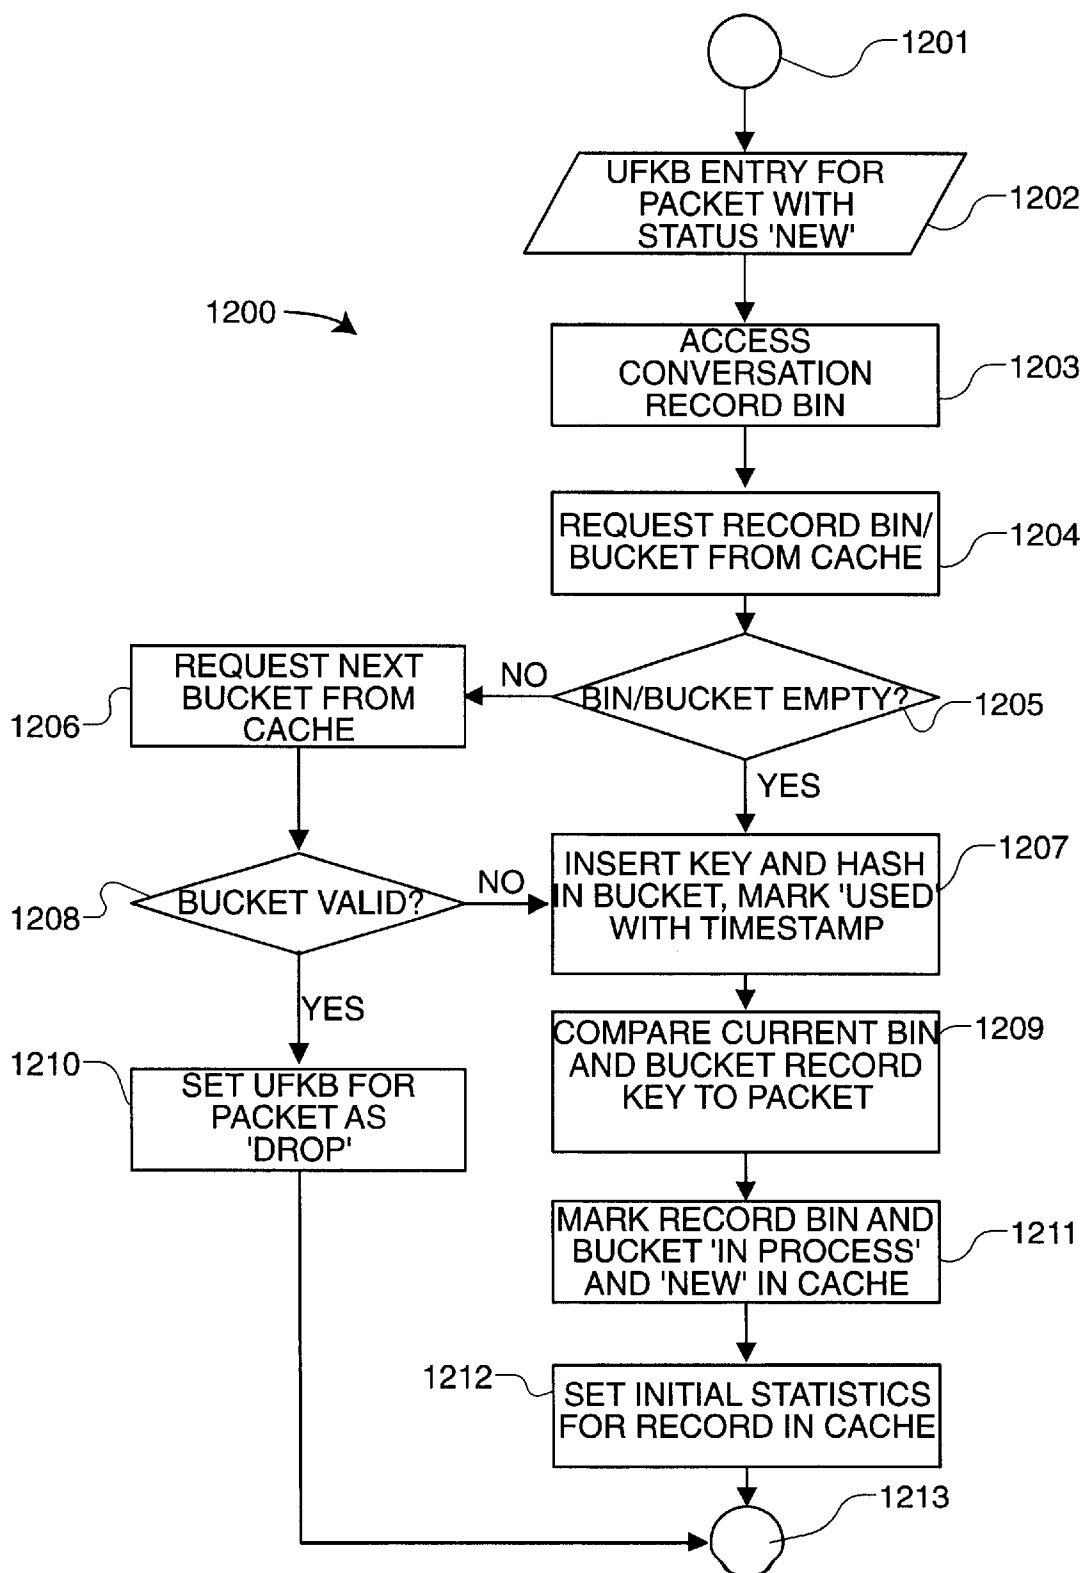 1201
UFKB ENTRY FOR
PACKET WITH
STATUS 'NEW'
1202
1200
ACCESS
CONVERSATION
RECORD BIN
1203
REQUEST RECORD BIN/
BUCKET FROM CACHE
1204
REQUEST NEXT
BUCKET FROM
CACHE
1206
NO
BIN/BUCKET EMPTY?
1205
YES
BUCKET VALID?
1208
NO
INSERT KEY AND HASH
IN BUCKET, MARK 'USED'
WITH TIMESTAMP
1207
YES
COMPARE CURRENT BIN
AND BUCKET RECORD
KEY TO PACKET
1209
1210
SET UFKB FOR
PACKET AS
'DROP'
MARK RECORD BIN AND
BUCKET 'IN PROCESS'
AND 'NEW' IN CACHE
1211
1212
SET INITIAL STATISTICS
FOR RECORD IN CACHE
1213